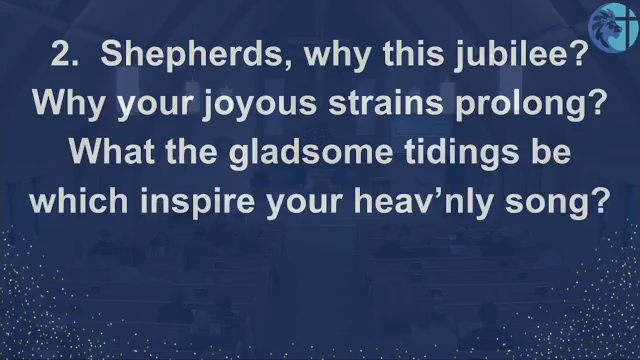 2. Shepherds, why this jubilee?
Why your joyous strains prolong?
What the gladsome tidings be
which inspire your heav’nly song?